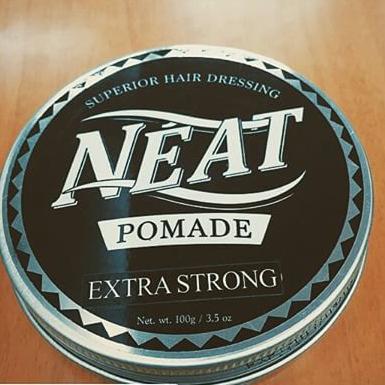 SUPERIOR HAIR DRESSING
NEAT
POMADE
EXTRA STRONG
Net. wt. 100g / 3.5 oz